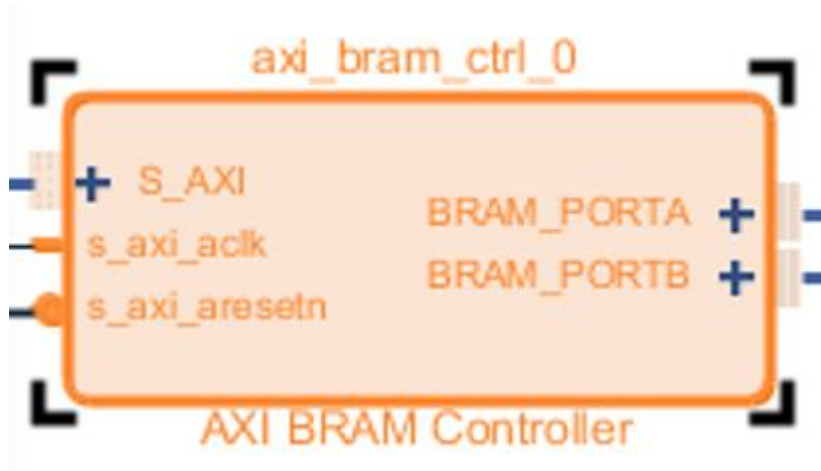 axi_bram_ctrl_0
S_AXI
s_axi_aclk
s_axi_aresetn
BRAM_PORTA
BRAM_PORTB
AXI BRAM Controller